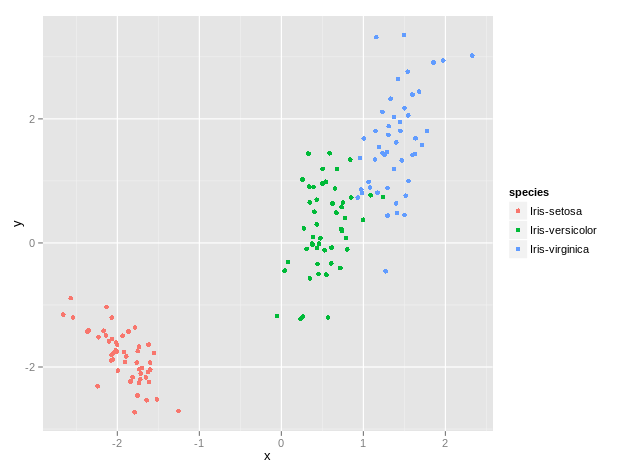 2
0
-2
y
-2
-1
0
1
2
x
species
Iris-setosa
Iris-versicolor
Iris-virginica